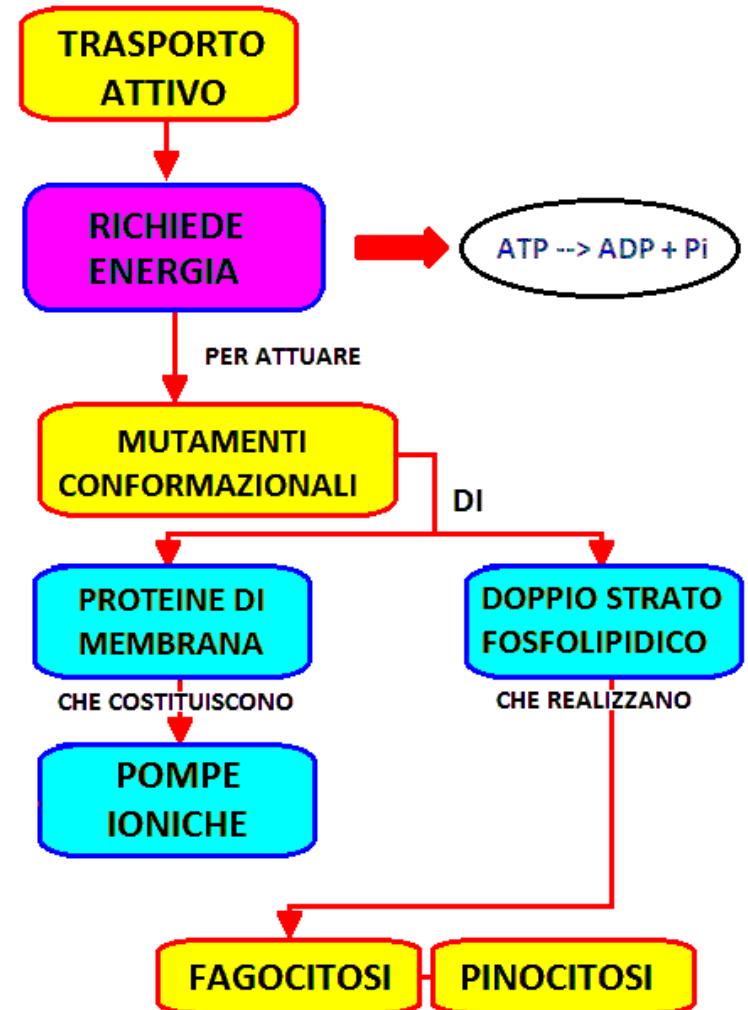 TRASPORTO
ATTIVO
RICHIEDE
ENERGIA
ATP --> ADP + Pi
PER ATTUARE
MUTAMENTI
CONFORMAZIONALI
DI
PROTEINE DI
MEMBRANA
DOPPIO STRATO
FOSFOLIPIDICO
CHE COSTITUISCONO
CHE REALIZZANO
POMPE
IONICHE
FAGOCITOSI
PINOCITOSI